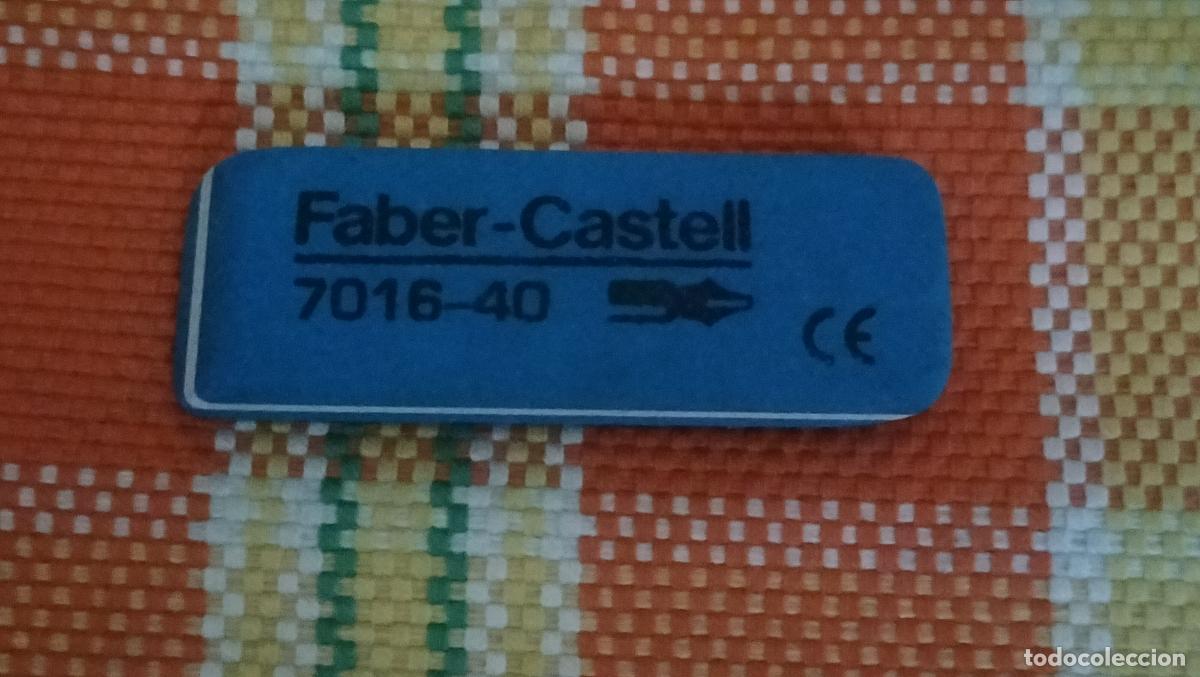 Faber-Castell
7016-40
CE
todocoleccion